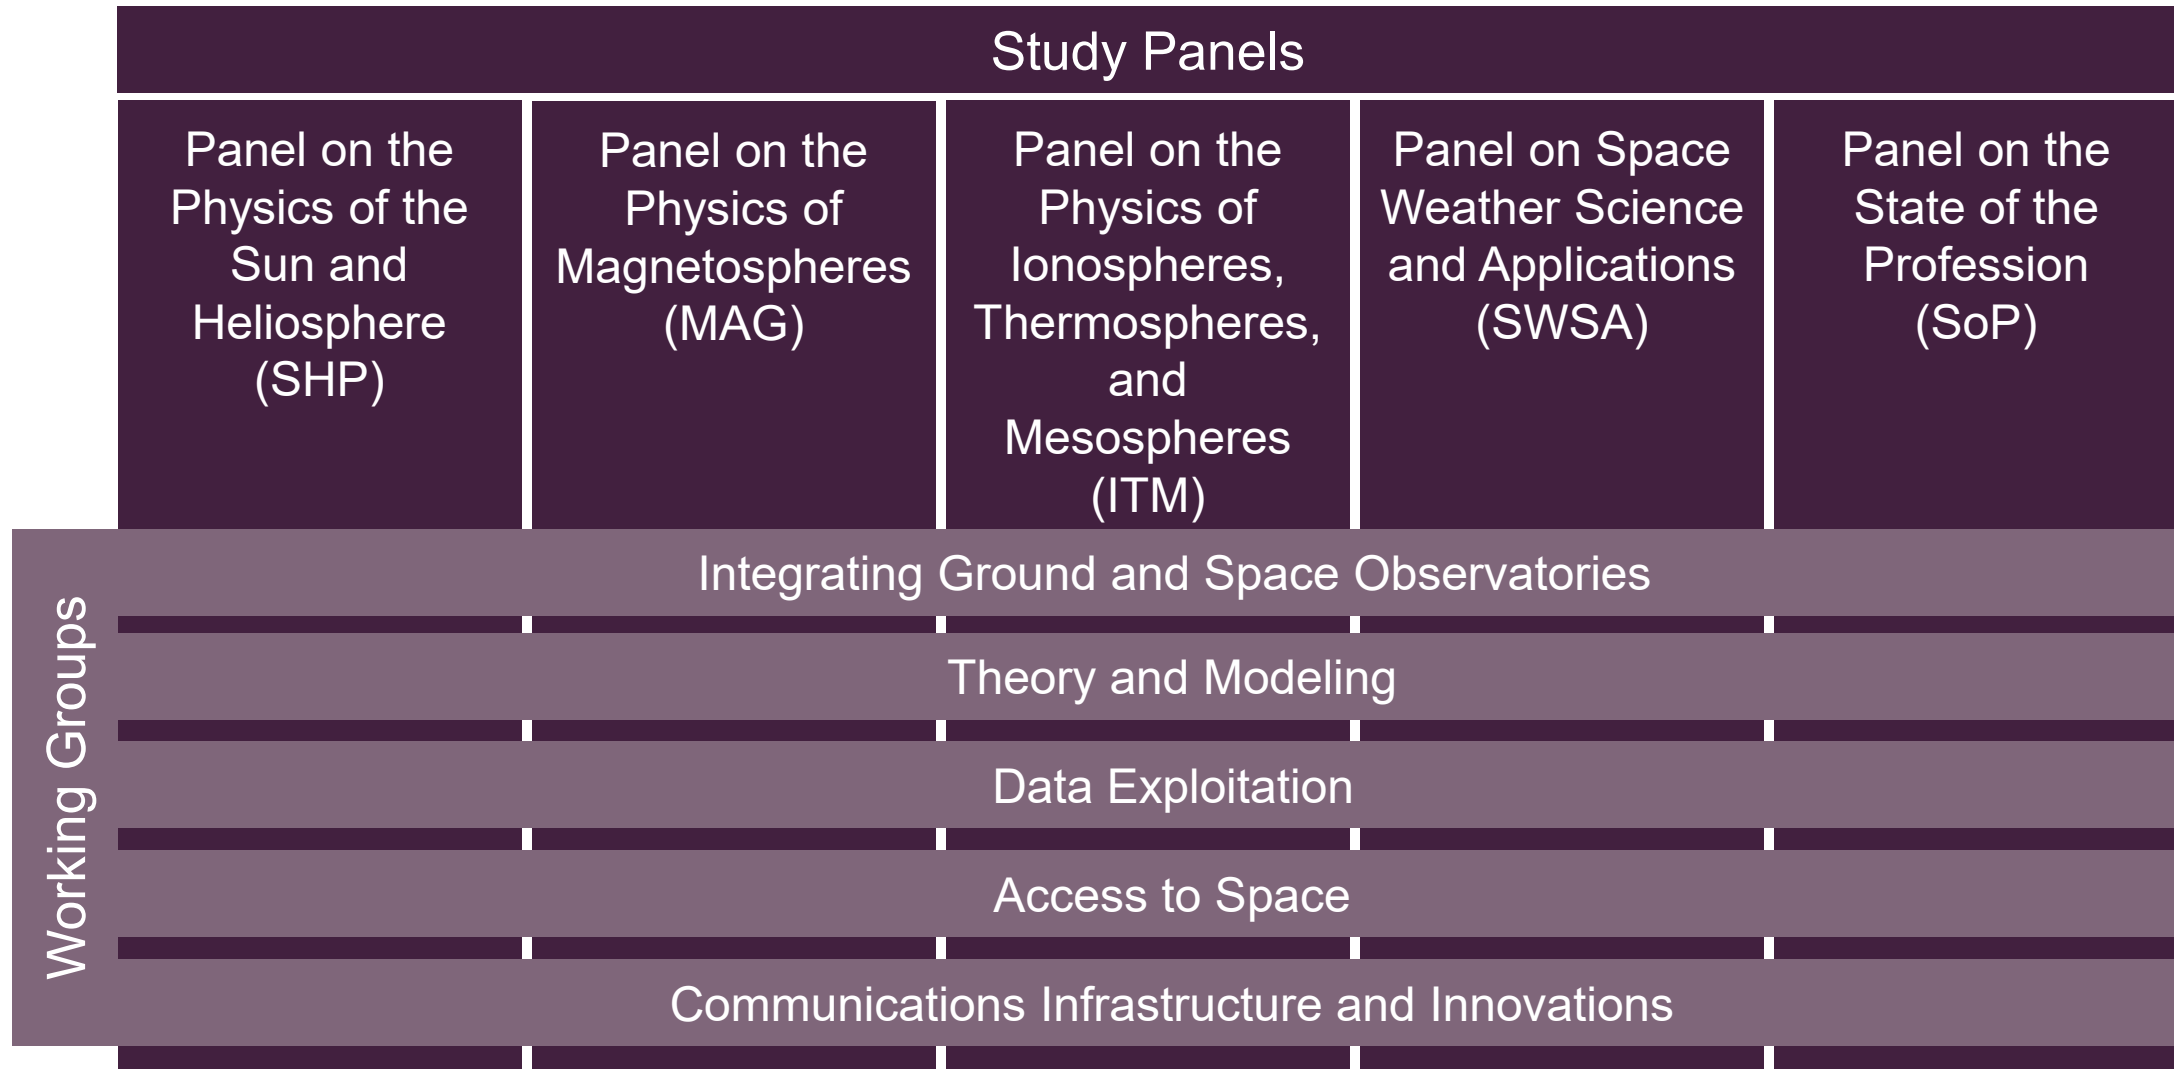 Study Panels
Panel on the
Physics of the
Sun and
Heliosphere
(SHP)
Panel on the
Physics of
Magnetospheres
(MAG)
Panel on the
Physics of
Ionospheres,
Thermospheres,
and
Mesospheres
(ITM)
Panel on Space
Weather Science
and Applications
(SWSA)
Panel on the
State of the
Profession
(SoP)
Working Groups
Integrating Ground and Space Observatories
Theory and Modeling
Data Exploitation
Access to Space
Communications Infrastructure and Innovations